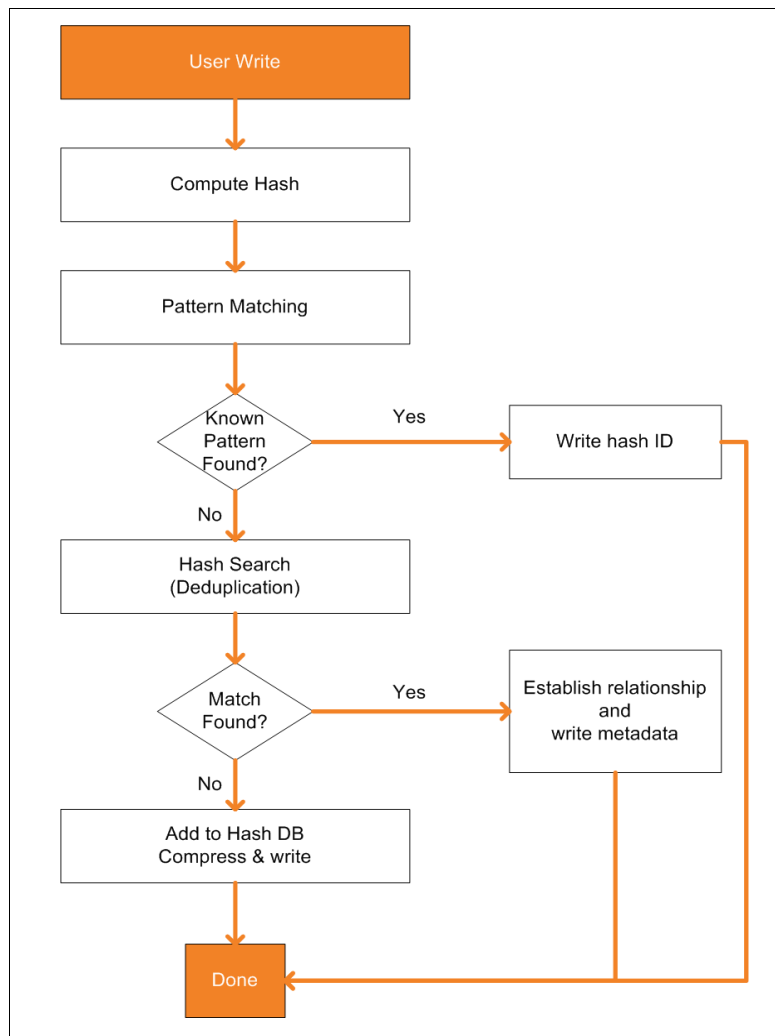 User Write
Compute Hash
Pattern Matching
Known
Pattern
Found?
Yes
Write hash ID
No
Hash Search
(Deduplication)
Match
Found?
Yes
Establish relationship
and
write metadata
No
Add to Hash DB
Compress & write
Done